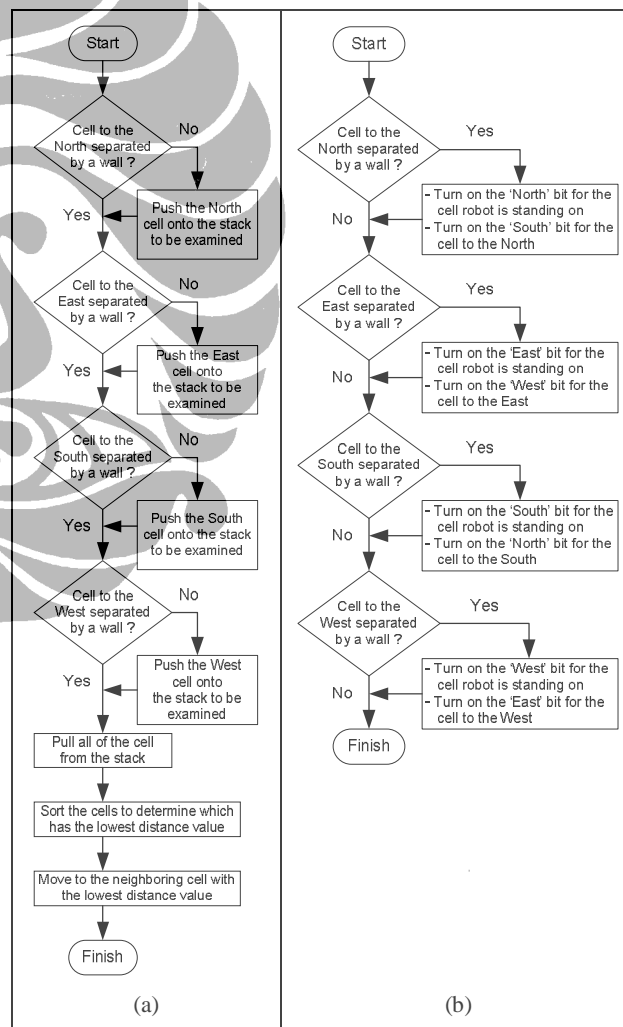 Start
Cell to the
North separated
by a wall ?
No
Push the North
cell onto the stack
to be examined
Yes
Cell to the
East separated
by a wall ?
No
Push the East
cell onto
the stack to be
examined
Yes
Cell to the
South separated
by a wall ?
No
Push the South
cell onto the stack
to be examined
Yes
Cell to the
West separated
by a wall ?
No
Push the West
cell onto
the stack to be
examined
Yes
Pull all of the cell
from the stack
Sort the cells to determine which
has the lowest distance value
Move to the neighboring cell with
the lowest distance value
Finish
(a)
Start
Cell to the
North separated
by a wall ?
Yes
- Turn on the 'North' bit for the
cell robot is standing on
- Turn on the 'South' bit for the
cell to the North
No
Cell to the
East separated
by a wall ?
Yes
- Turn on the 'East' bit for the
cell robot is standing on
- Turn on the 'West' bit for the
cell to the East
No
Cell to the
South separated
by a wall ?
Yes
- Turn on the 'South' bit for the
cell robot is standing on
- Turn on the 'North' bit for the
cell to the South
No
Cell to the
West separated
by a wall ?
Yes
- Turn on the 'West' bit for the
cell robot is standing on
- Turn on the 'East' bit for the
cell to the West
No
Finish
(b)